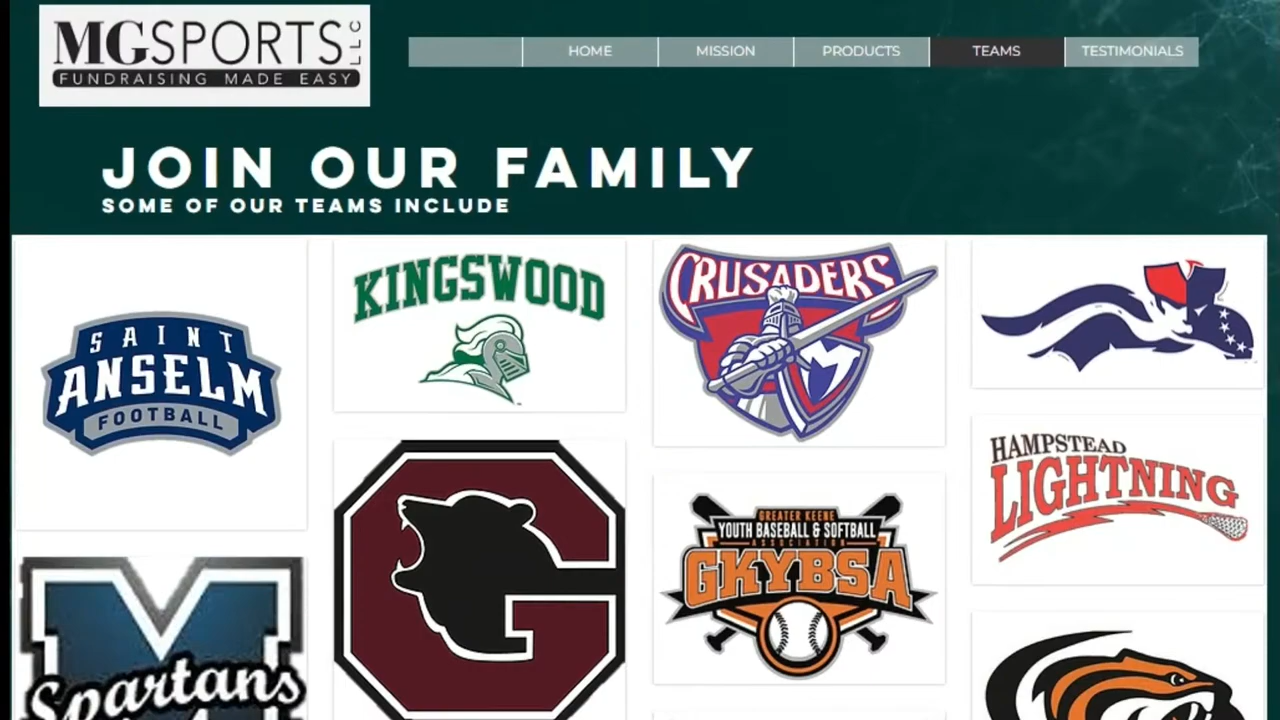 MGSPORTS LLC
FUNDRAISING MADE EASY
HOME
MISSION
PRODUCTS
TEAMS
TESTIMONIALS
JOIN OUR FAMILY
SOME OF OUR TEAMS INCLUDE
SAINT
ANSELM
FOOTBALL
KINGSWOOD
CRUSADERS
M
HAMPSTEAD
LIGHTNING
G
GREATER KEENE
YOUTH BASEBALL & SOFTBALL
ASSOCIATION
GKYBSA
M
Spartans